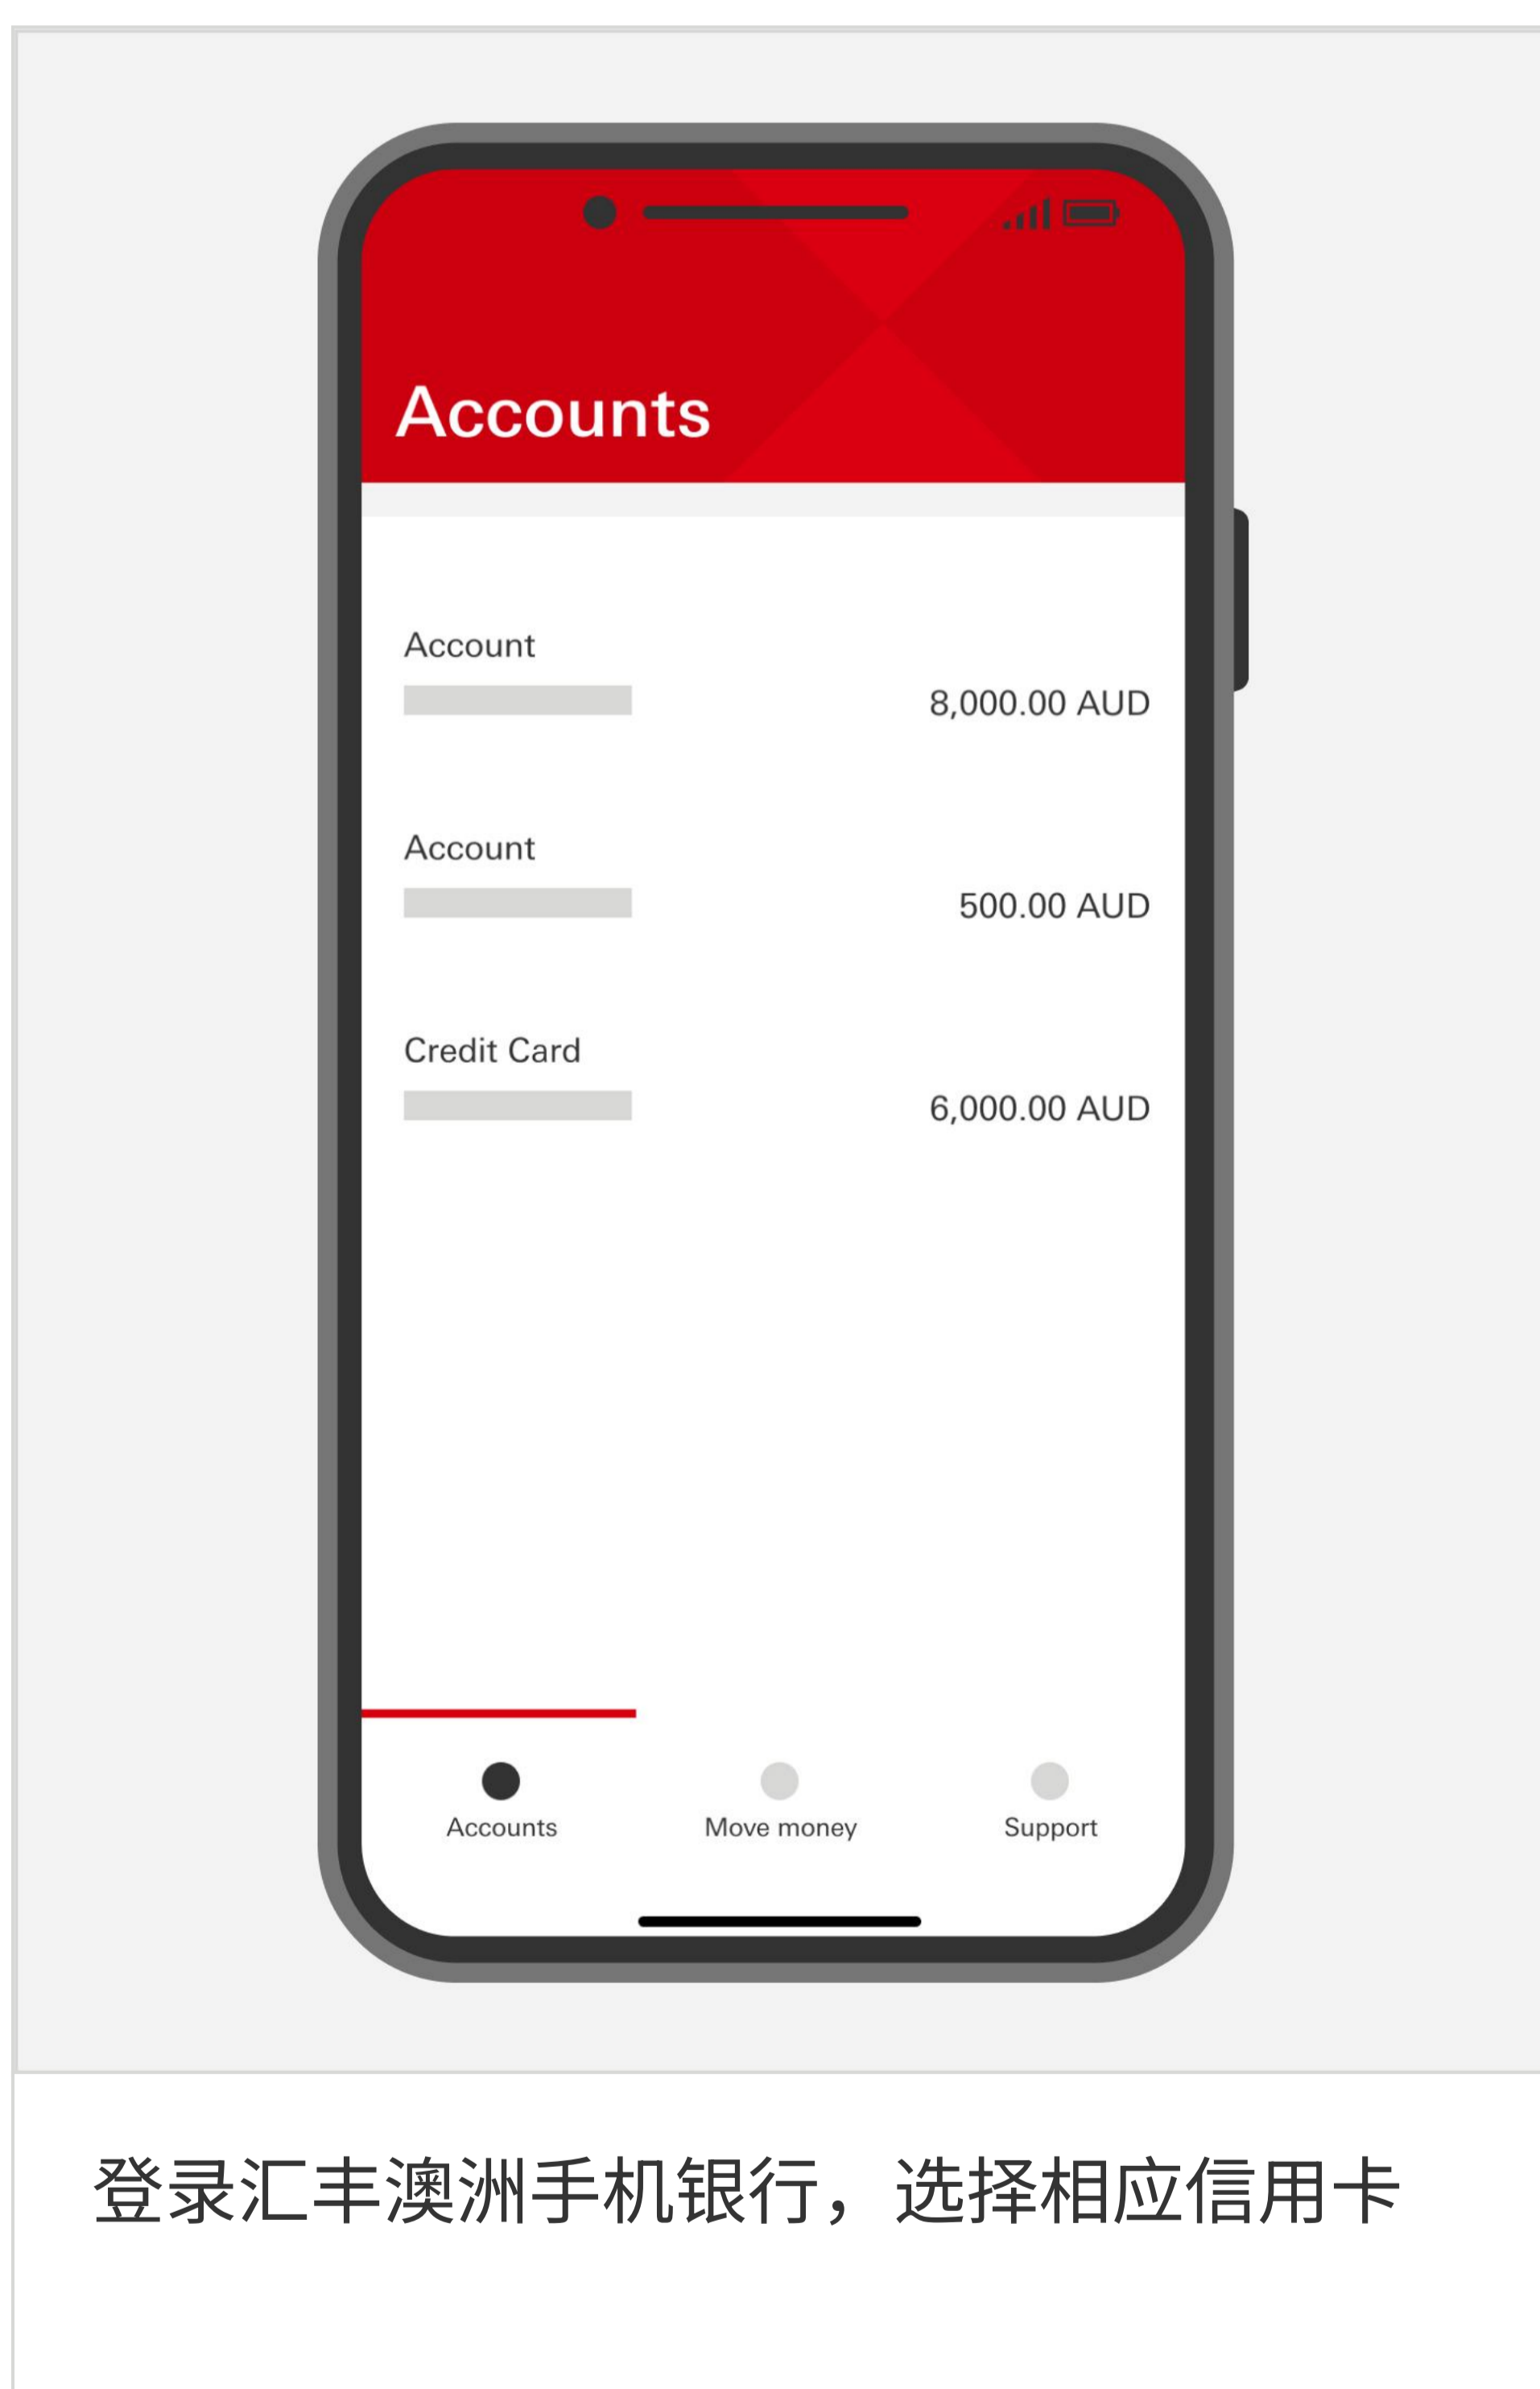 Accounts
Account
8,000.00 AUD
Account
500.00 AUD
Credit Card
6,000.00 AUD
Accounts
Move money
Support
登录汇丰澳洲手机银行，选择相应信用卡